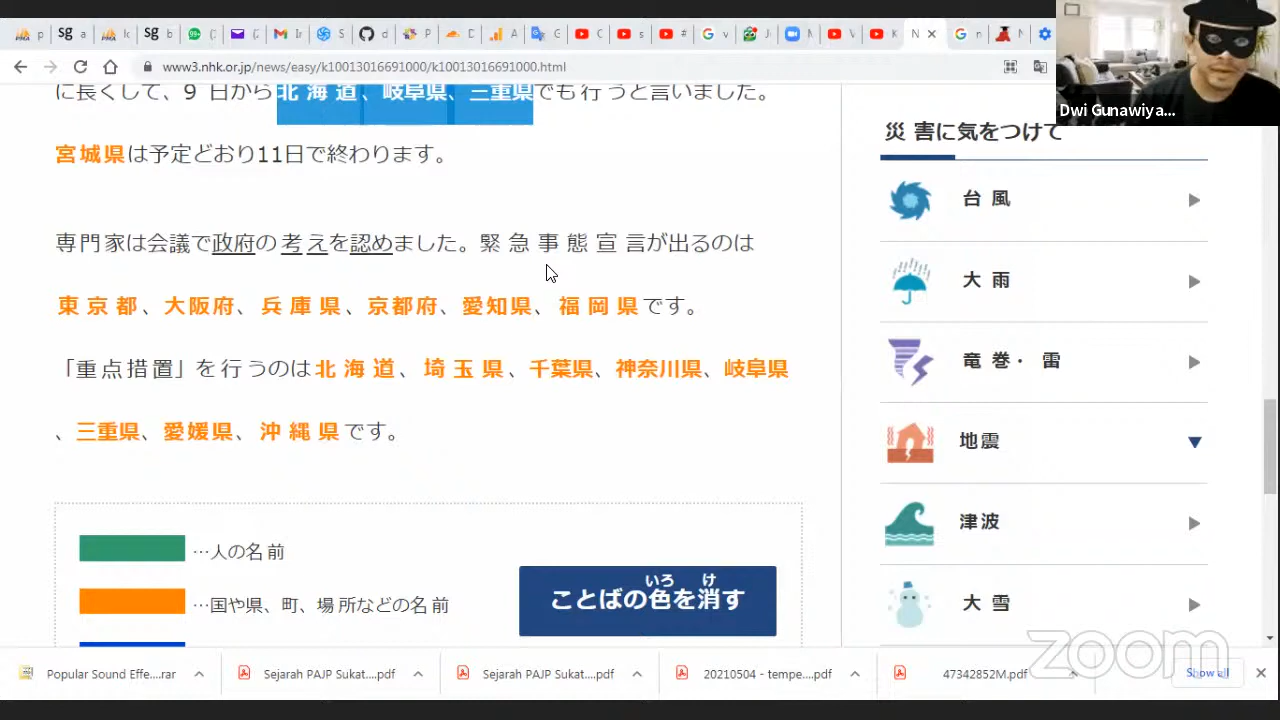 p
Sg a
k
Sg b
99+ (
(2
M Ir
S
d
P
D
A
G
C
s
#
G v
J
M
V
K
N ×
G n
N
www3.nhk.or.jp/news/easy/k10013016691000/k10013016691000.html
Dwi Gunawiya...
に長くして、9日から北海道、岐阜県、三重県でも行うと言いました。
宮城県は予定どおり11日で終わります。
専門家は会議で政府の考えを認めました。緊急事態宣言が出るのは
東京都、大阪府、兵庫県、京都府、愛知県、福岡県です。
「重点措置」を行うのは北海道、埼玉県、千葉県、神奈川県、岐阜県
、三重県、愛媛県、沖縄県です。
…人の名前
…国や県、町、場所などの名前
いろ け
ことばの色を消す
災害に気をつけて
台風
大雨
竜巻・雷
地震
津波
大雪
zoom
Popular Sound Effe....rar
Sejarah PAJP Sukat....pdf
Sejarah PAJP Sukat....pdf
20210504 - tempe....pdf
47342852M.pdf
Show all